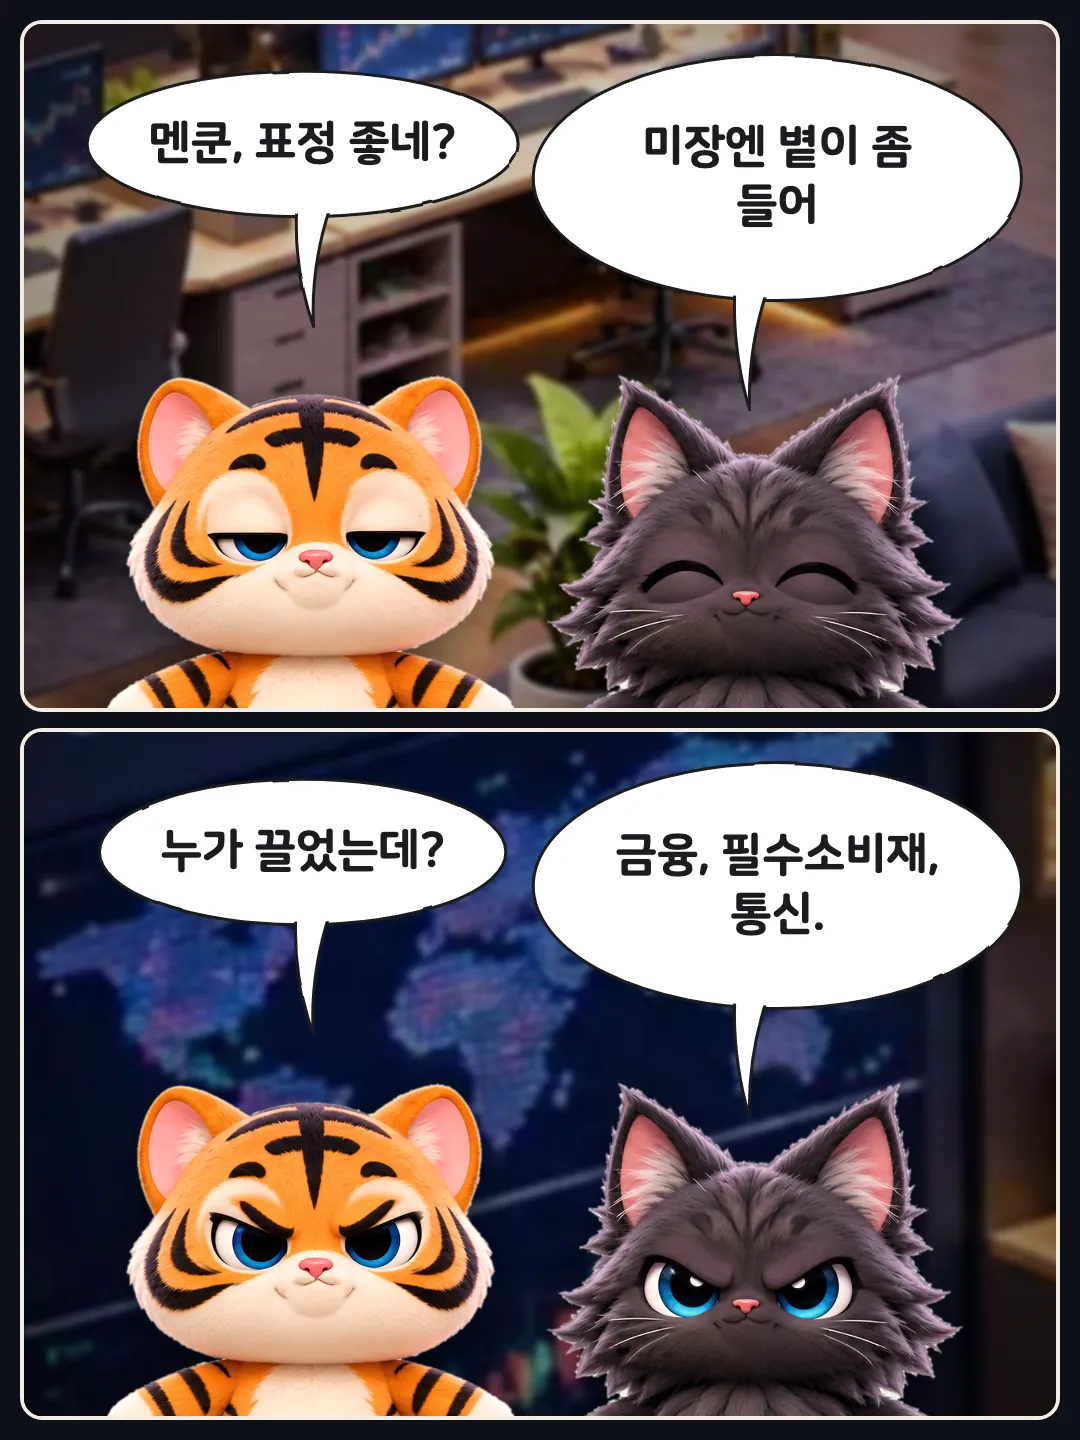 멘쿤, 표정 좋네?
미장엔 볕이 좀
들어
누가 끌었는데?
금융, 필수소비재,
통신.